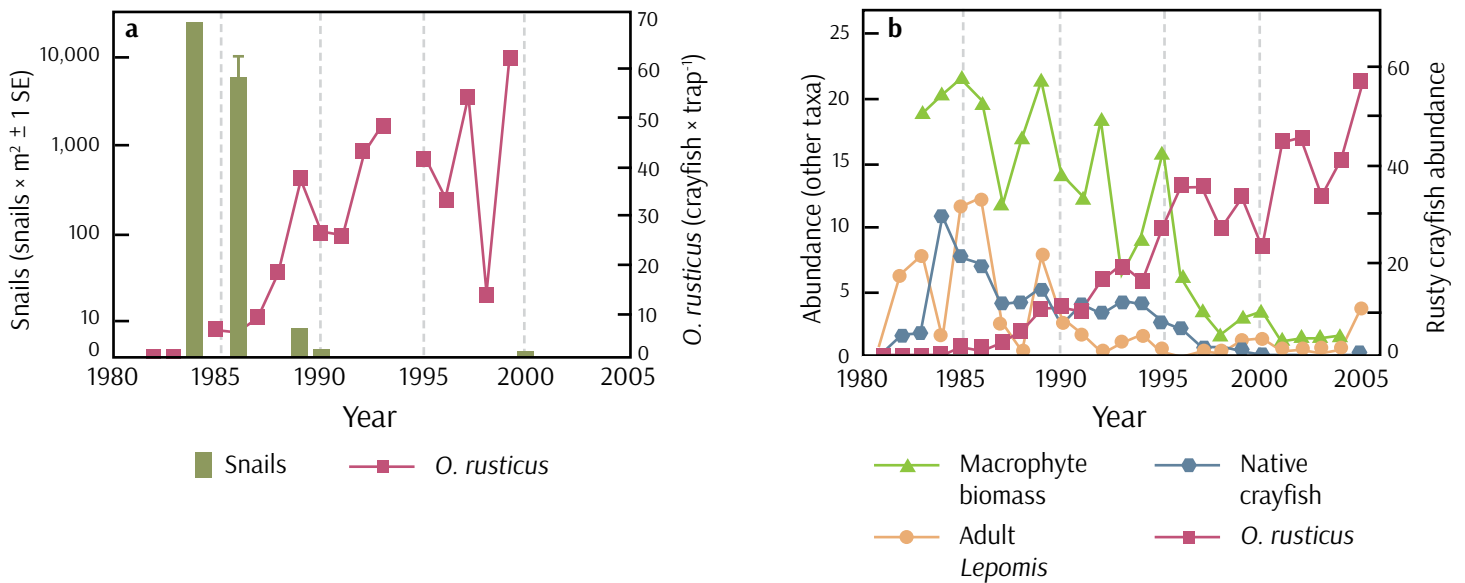 a
Snails (snails × m² ± 1 SE)
10,000
1,000
100
10
0
O. rusticus (crayfish × trap⁻¹)
70
60
50
40
30
20
10
0
1980
1985
1990
1995
2000
2005
Year
Snails
O. rusticus
b
Abundance (other taxa)
25
20
15
10
5
0
Rusty crayfish abundance
60
40
20
0
1980
1985
1990
1995
2000
2005
Year
Macrophyte
biomass
Native
crayfish
Adult
Lepomis
O. rusticus